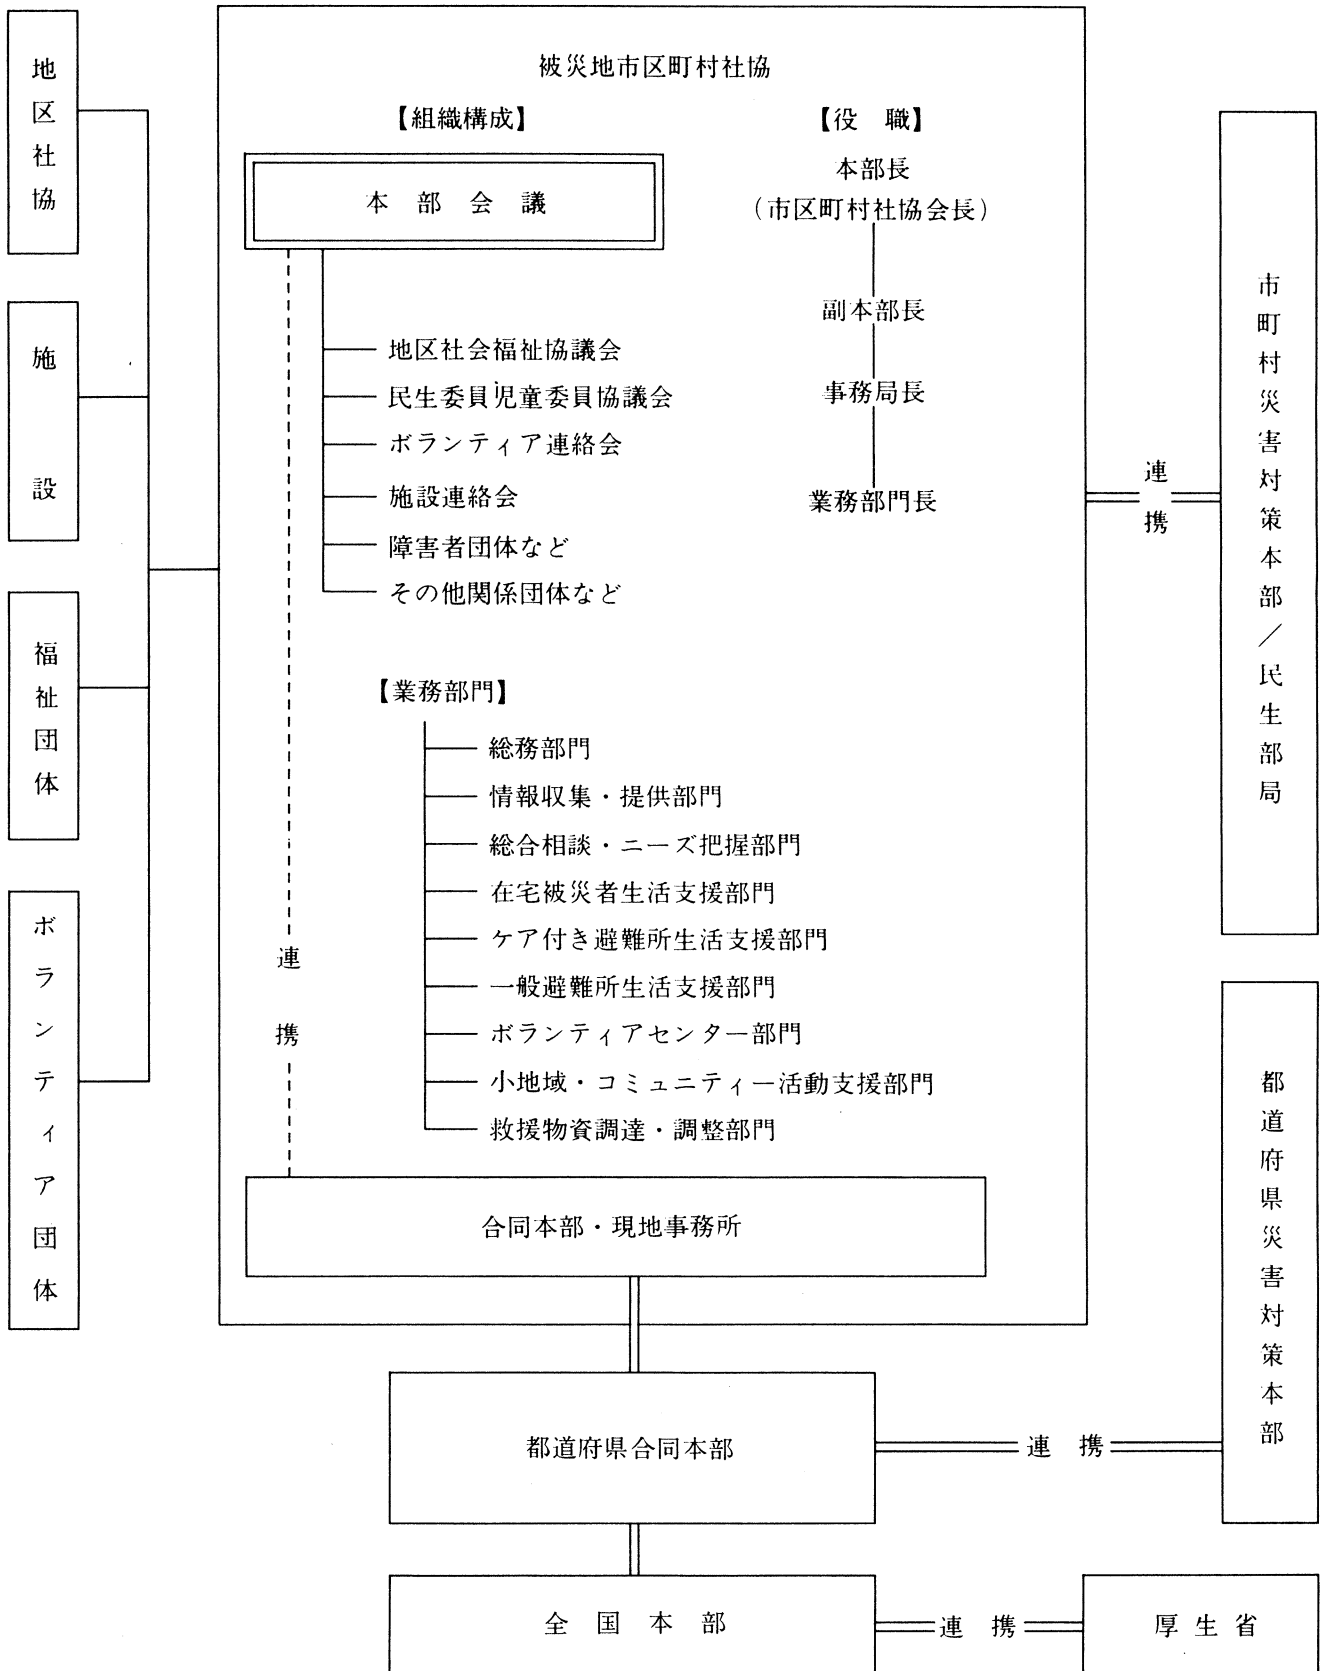 地区社協
施設
福祉団体
ボランティア団体
被災地市区町村社協
【組織構成】
本部会議
地区社会福祉協議会
民生委員児童委員協議会
ボランティア連絡会
施設連絡会
障害者団体など
その他関係団体など
【役　職】
本部長
（市区町村社協会長）
副本部長
事務局長
業務部門長
【業務部門】
総務部門
情報収集・提供部門
総合相談・ニーズ把握部門
在宅被災者生活支援部門
ケア付き避難所生活支援部門
一般避難所生活支援部門
ボランティアセンター部門
小地域・コミュニティー活動支援部門
救援物資調達・調整部門
連携
合同本部・現地事務所
連携
市町村災害対策本部／民生部局
都道府県合同本部
連携
都道府県災害対策本部
全国本部
連携
厚生省